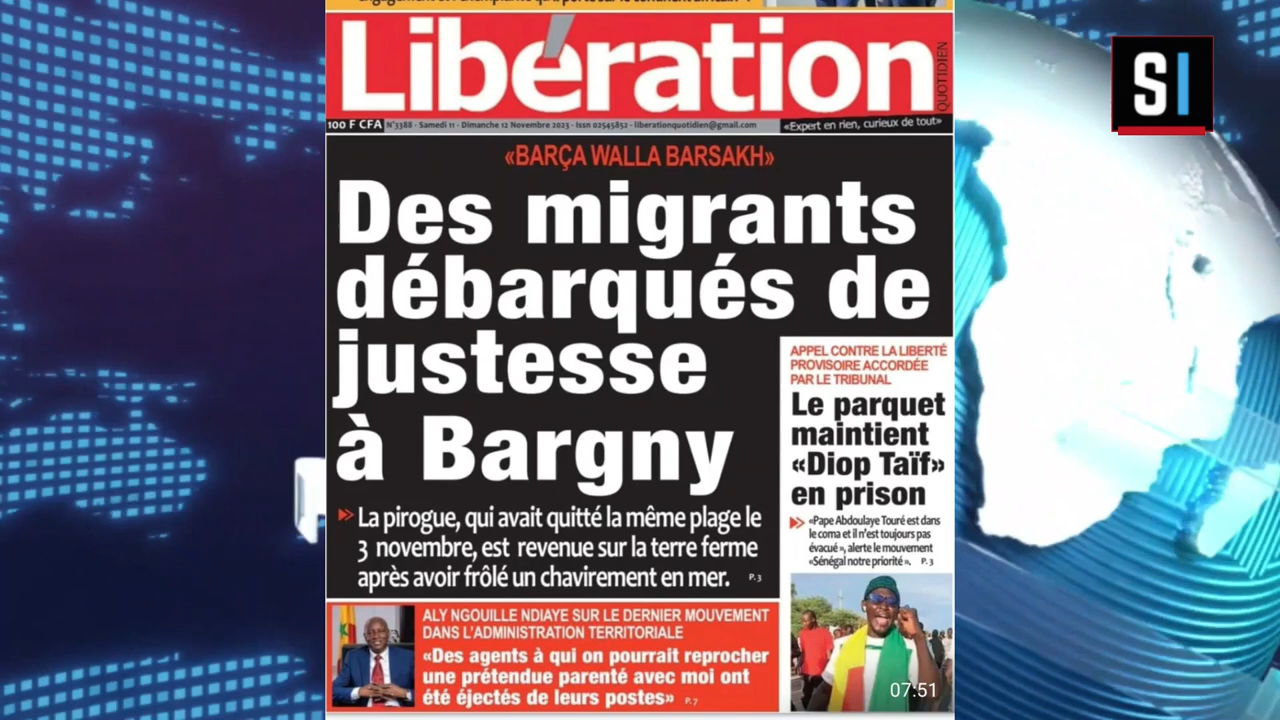 Libération
QUOTIDIEN
100 F CFA
N°3388 - Samedi 11 - Dimanche 12 Novembre 2023 - Issn 02545852 - liberationquotidien@gmail.com
«Expert en rien, curieux de tout»
SI
«BARÇA WALLA BARSAKH»
Des migrants
débarqués de
justesse
à Bargny
La pirogue, qui avait quitté la même plage le
3 novembre, est revenue sur la terre ferme
après avoir frôlé un chavirement en mer. P.3
APPEL CONTRE LA LIBERTÉ
PROVISOIRE ACCORDÉE
PAR LE TRIBUNAL
Le parquet
maintient
«Diop Taïf»
en prison
«Pape Abdoulaye Touré est dans
le coma et il n'est toujours pas
évacué», alerte le mouvement
«Sénégal notre priorité». P.3
ALY NGOUILLE NDIAYE SUR LE DERNIER MOUVEMENT
DANS L'ADMINISTRATION TERRITORIALE
«Des agents à qui on pourrait reprocher
une prétendue parenté avec moi ont
été éjectés de leurs postes» P.7
07:51